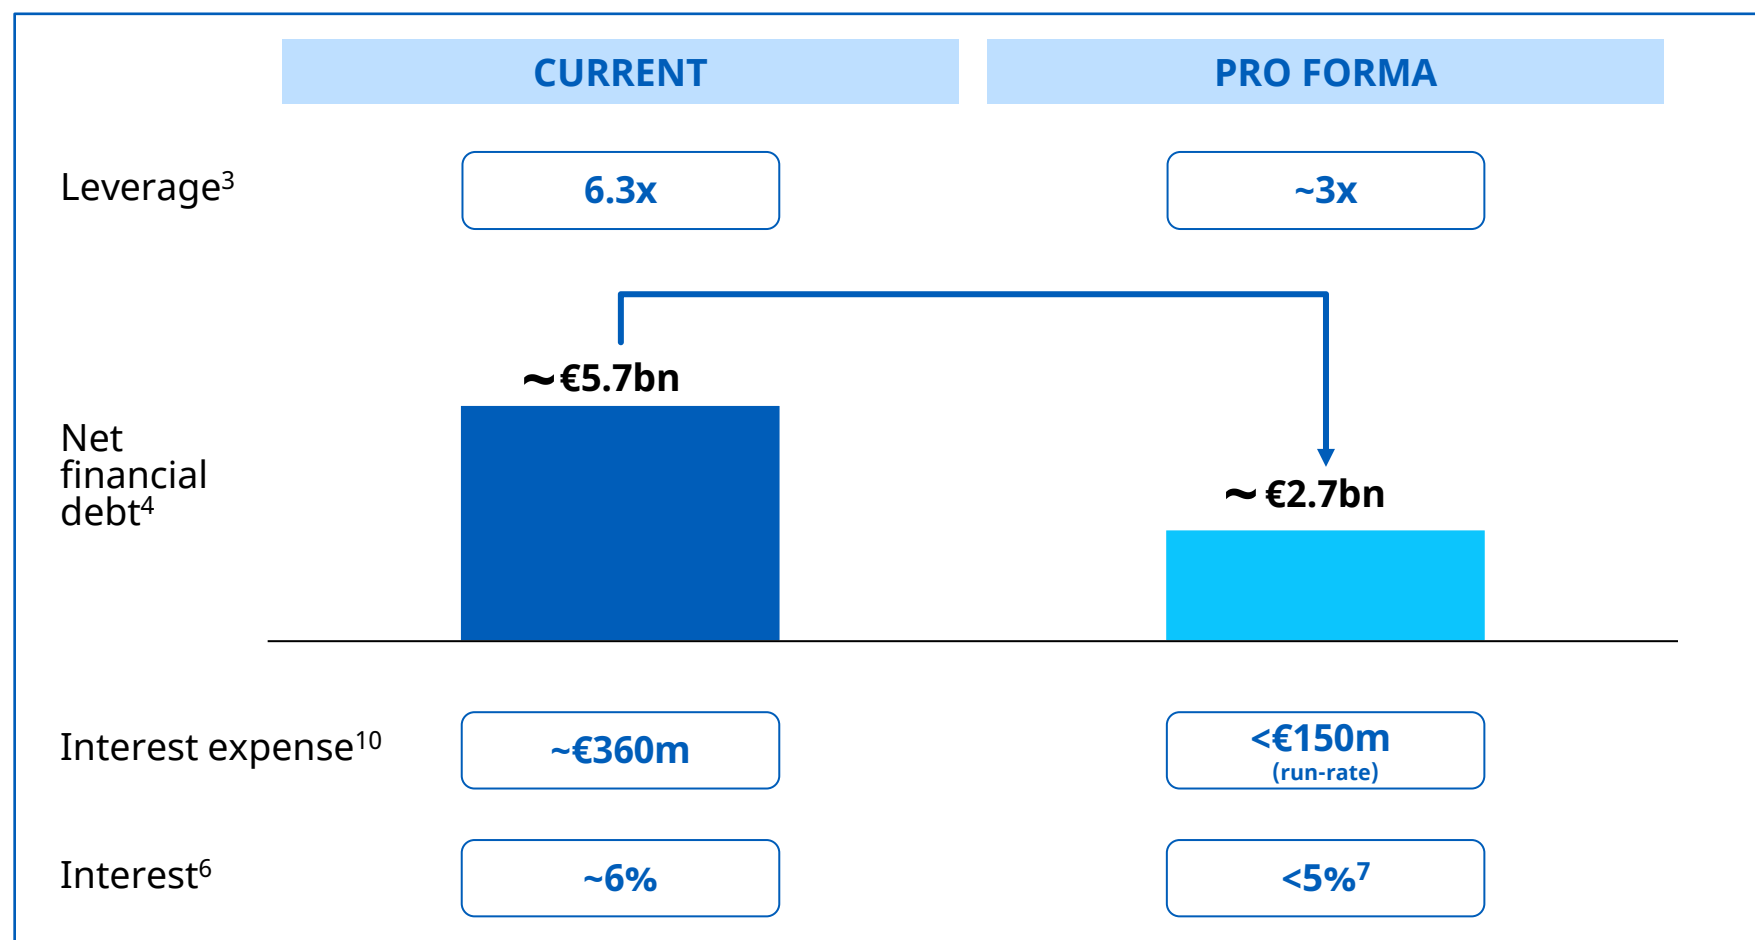 CURRENT
PRO FORMA
Leverage³
6.3x
~3x
~€5.7bn
Net
financial
debt⁴
~€2.7bn
Interest expense¹⁰
~€360m
<€150m
(run-rate)
Interest⁶
~6%
<5%⁷